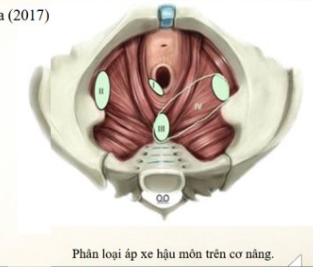 a (2017)
I
II
IV
III
Phân loại áp xe hậu môn trên cơ nâng.